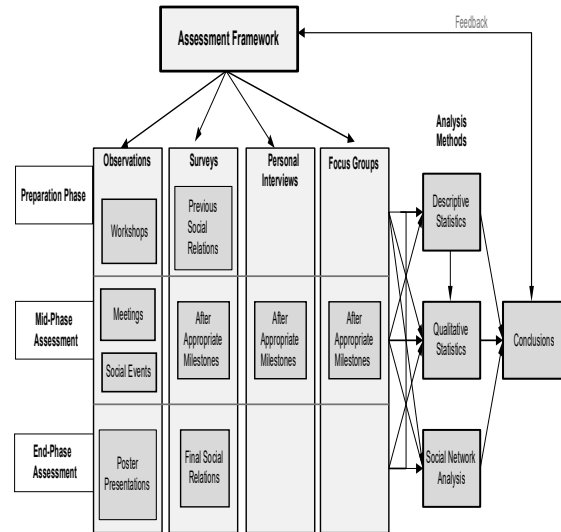 Feedback
Assessment Framework
Analysis
Methods
Observations
Surveys
Personal
Interviews
Focus Groups
Preparation Phase
Workshops
Previous
Social
Relations
Descriptive
Statistics
Mid-Phase
Assessment
Meetings
Social Events
After
Appropriate
Milestones
After
Appropriate
Milestones
After
Appropriate
Milestones
Qualitative
Statistics
Conclusions
End-Phase
Assessment
Poster
Presentations
Final Social
Relations
Social Network
Analysis